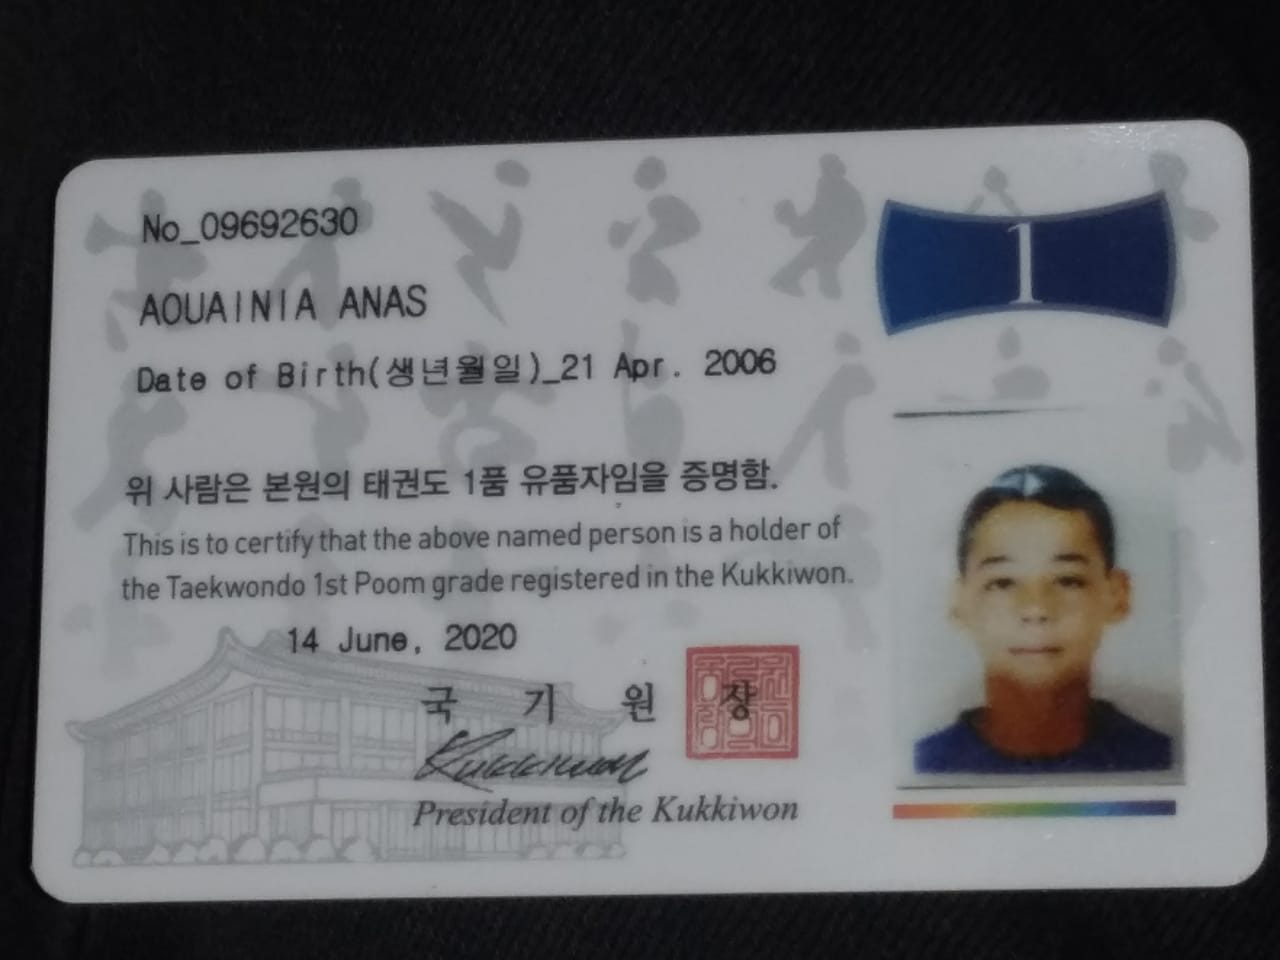 No_09692630
1
AOUAINIA ANAS
Date of Birth(생년월일)_21 Apr. 2006
위 사람은 본원의 태권도 1품 유품자임을 증명함.
This is to certify that the above named person is a holder of
the Taekwondo 1st Poom grade registered in the Kukkiwon.
14 June, 2020
국 기 원 장
Kukkiwon
President of the Kukkiwon